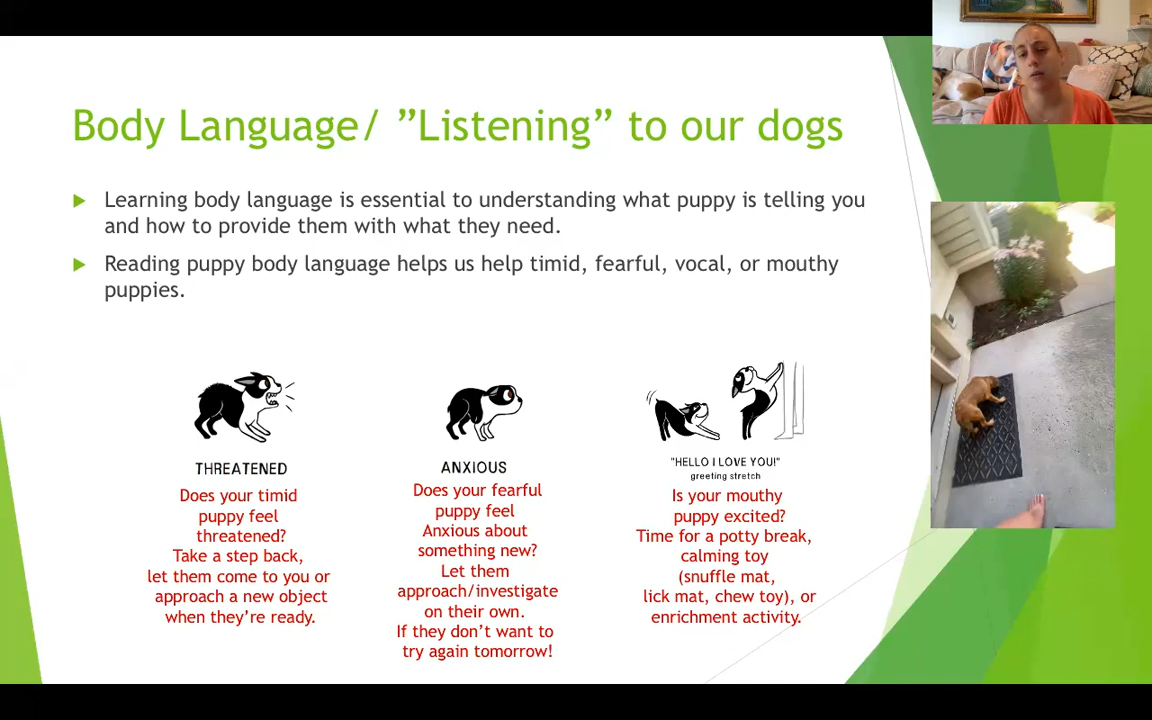 Body Language/ ”Listening” to our dogs
Learning body language is essential to understanding what puppy is telling you
and how to provide them with what they need.
Reading puppy body language helps us help timid, fearful, vocal, or mouthy
puppies.
THREATENED
Does your timid
puppy feel
threatened?
Take a step back,
let them come to you or
approach a new object
when they’re ready.
ANXIOUS
Does your fearful
puppy feel
Anxious about
something new?
Let them
approach/investigate
on their own.
If they don’t want to
try again tomorrow!
"HELLO I LOVE YOU!"
greeting stretch
Is your mouthy
puppy excited?
Time for a potty break,
calming toy
(snuffle mat,
lick mat, chew toy), or
enrichment activity.